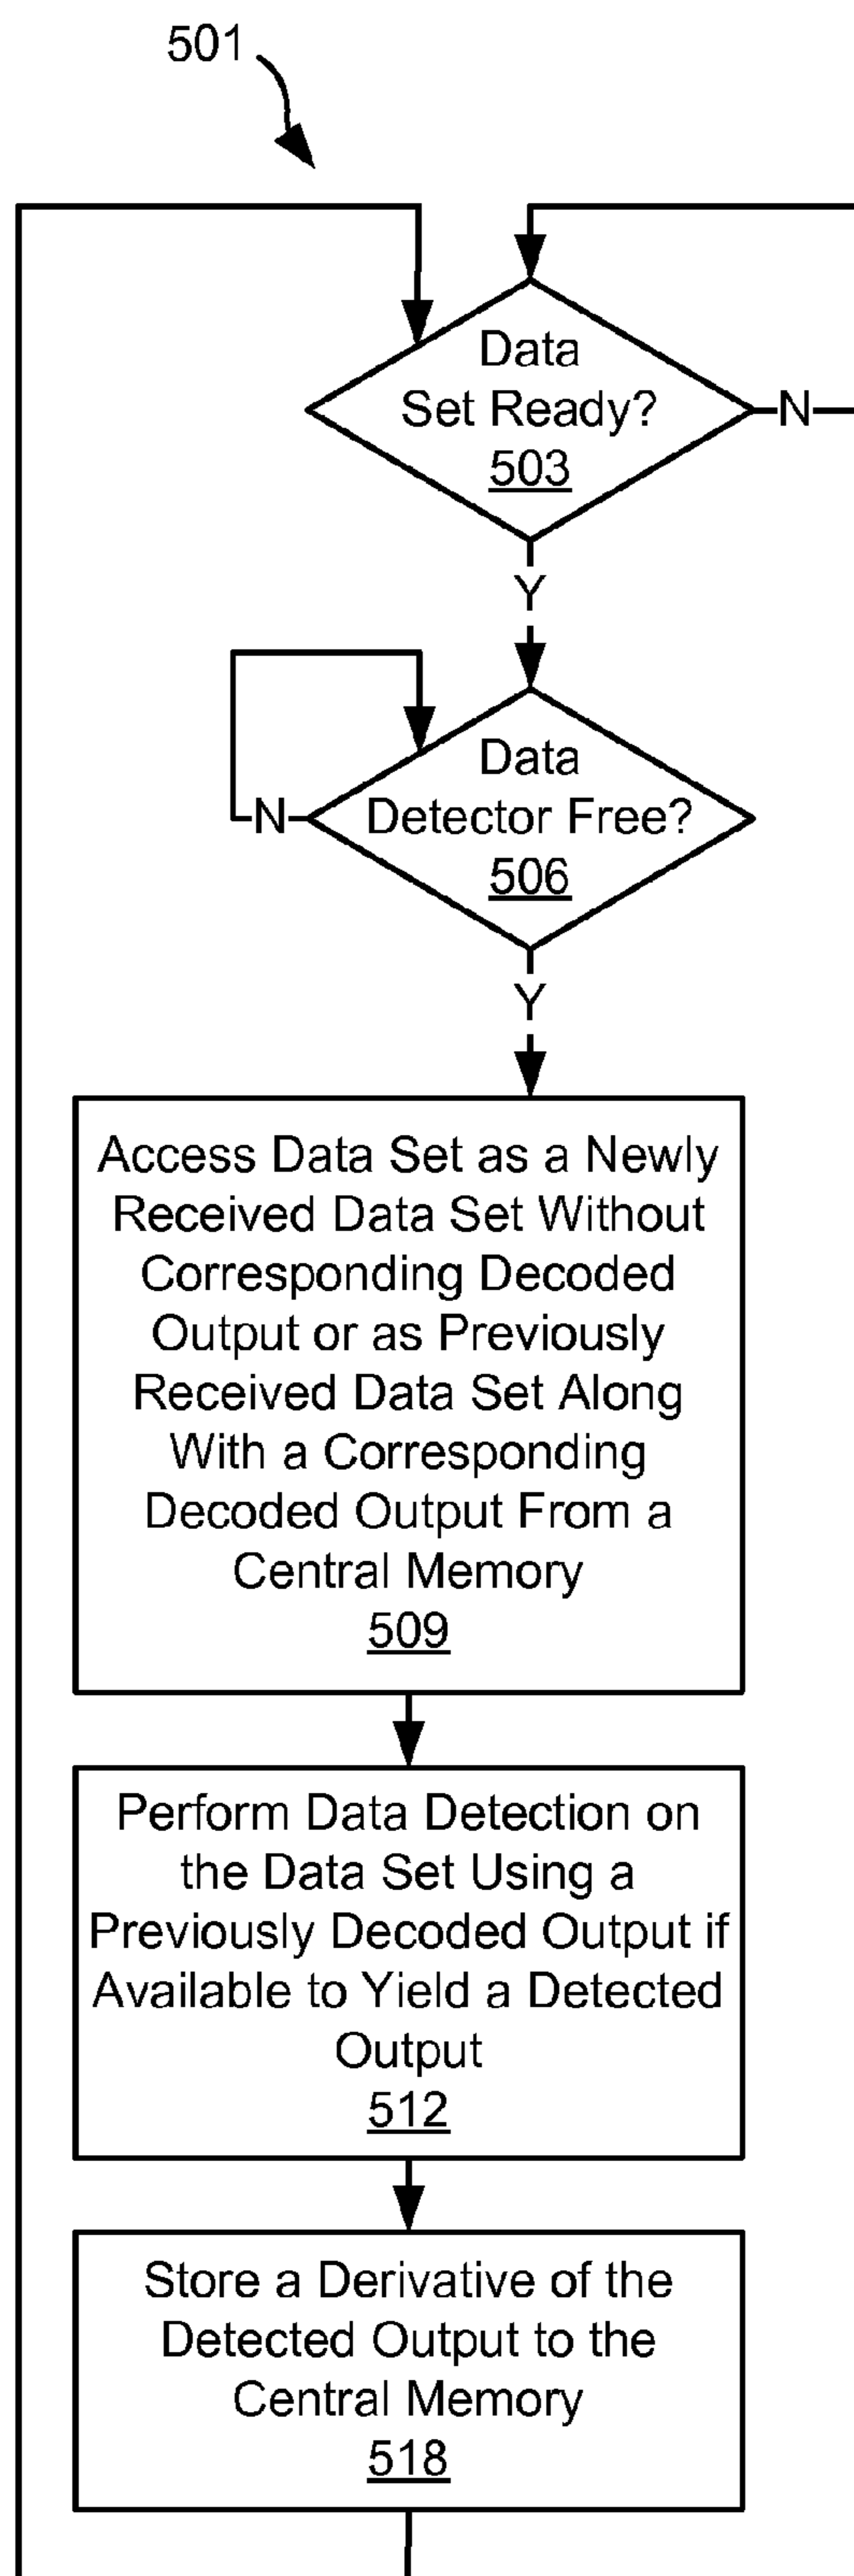 501
Data
Set Ready?
503
N
Y
Data
Detector Free?
506
N
Y
Access Data Set as a Newly
Received Data Set Without
Corresponding Decoded
Output or as Previously
Received Data Set Along
With a Corresponding
Decoded Output From a
Central Memory
509
Perform Data Detection on
the Data Set Using a
Previously Decoded Output if
Available to Yield a Detected
Output
512
Store a Derivative of the
Detected Output to the
Central Memory
518